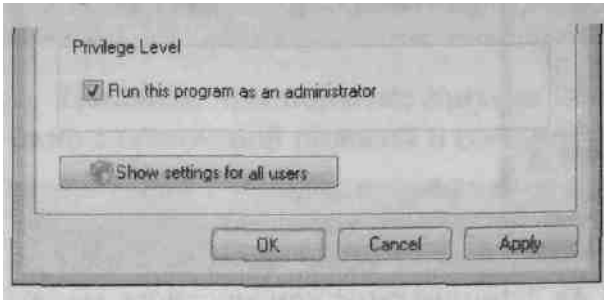 Privilege Level
Run this program as an administrator
Show settings for all users
OK
Cancel
Apply